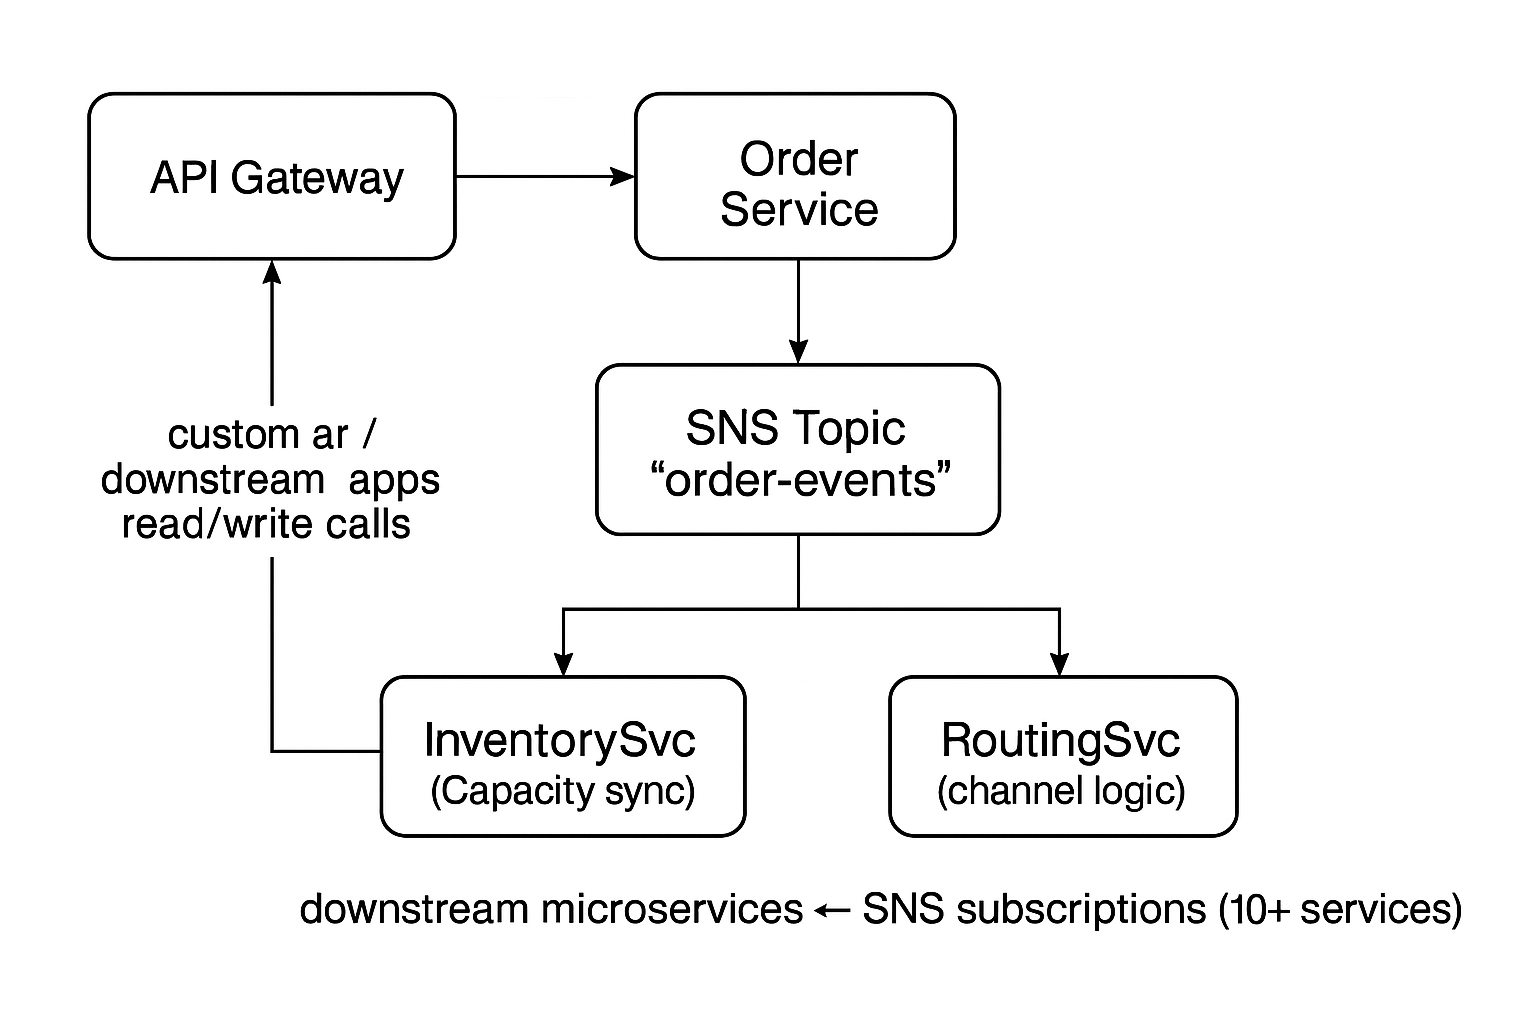 API Gateway
Order
Service
SNS Topic
“order-events”
custom ar /
downstream apps
read/write calls
InventorySvc
(Capacity sync)
RoutingSvc
(channel logic)
downstream microservices ← SNS subscriptions (10+ services)